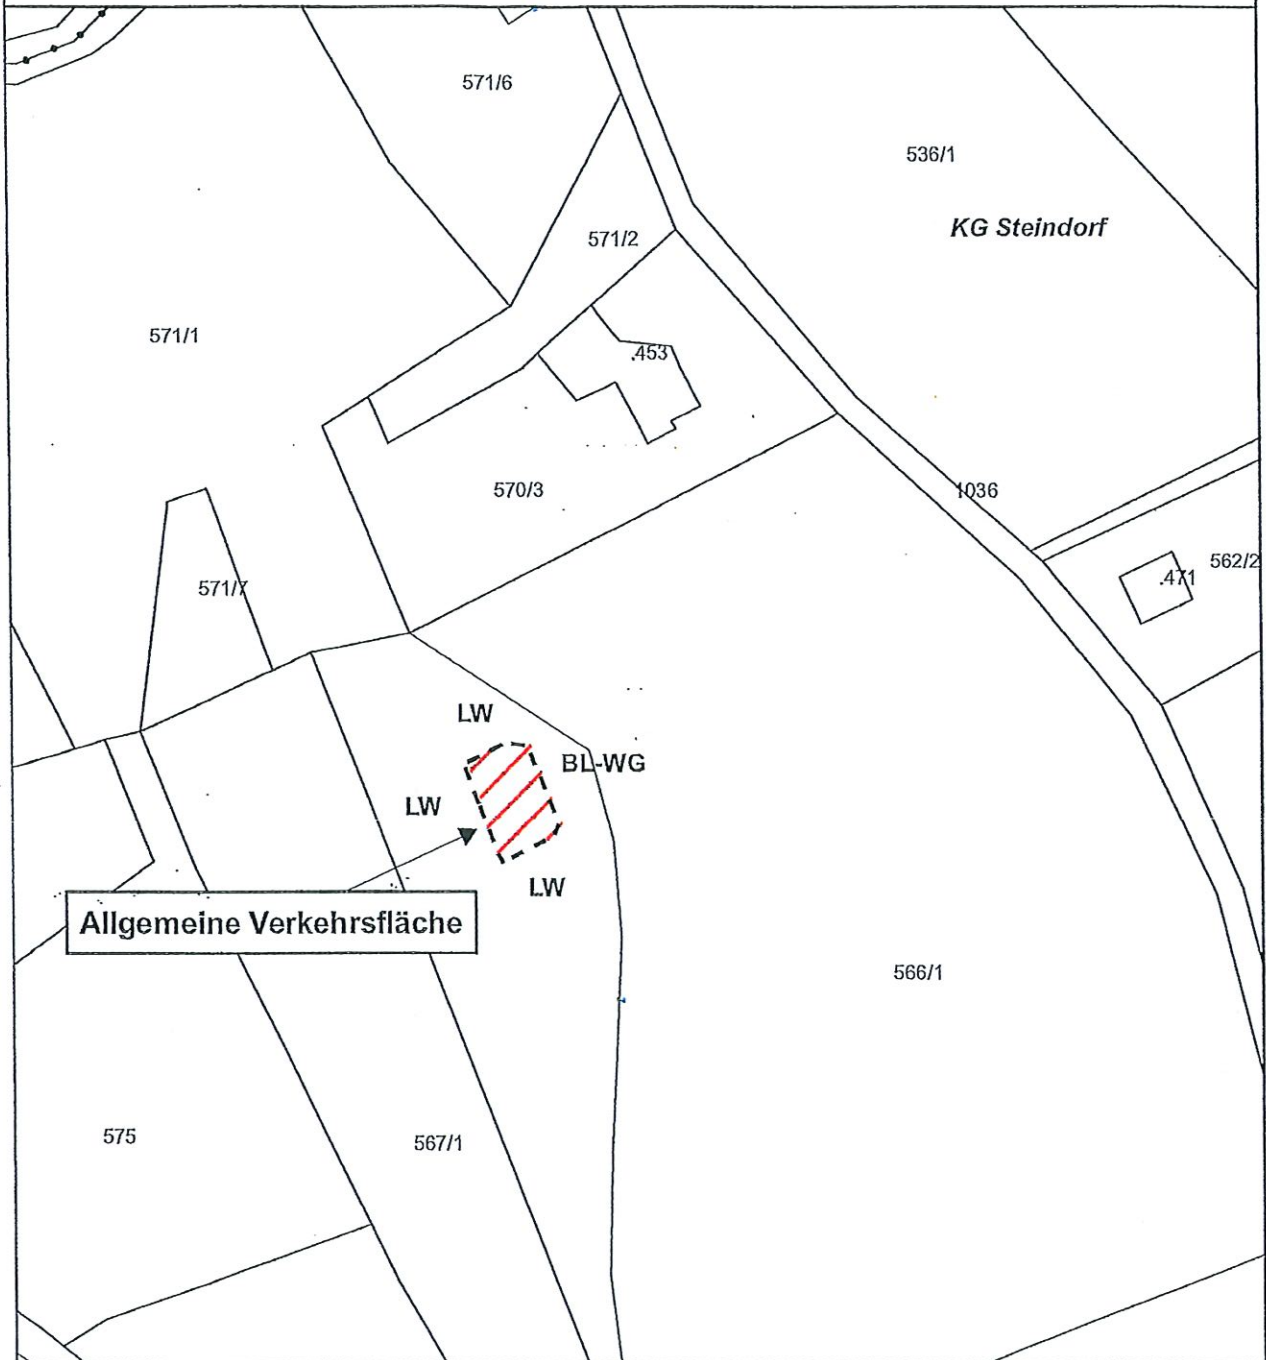 571/6
536/1
KG Steindorf
571/2
571/1
.453
570/3
1036
562/2
.471
571/7
LW
BL-WG
LW
LW
Allgemeine Verkehrsfläche
566/1
575
567/1